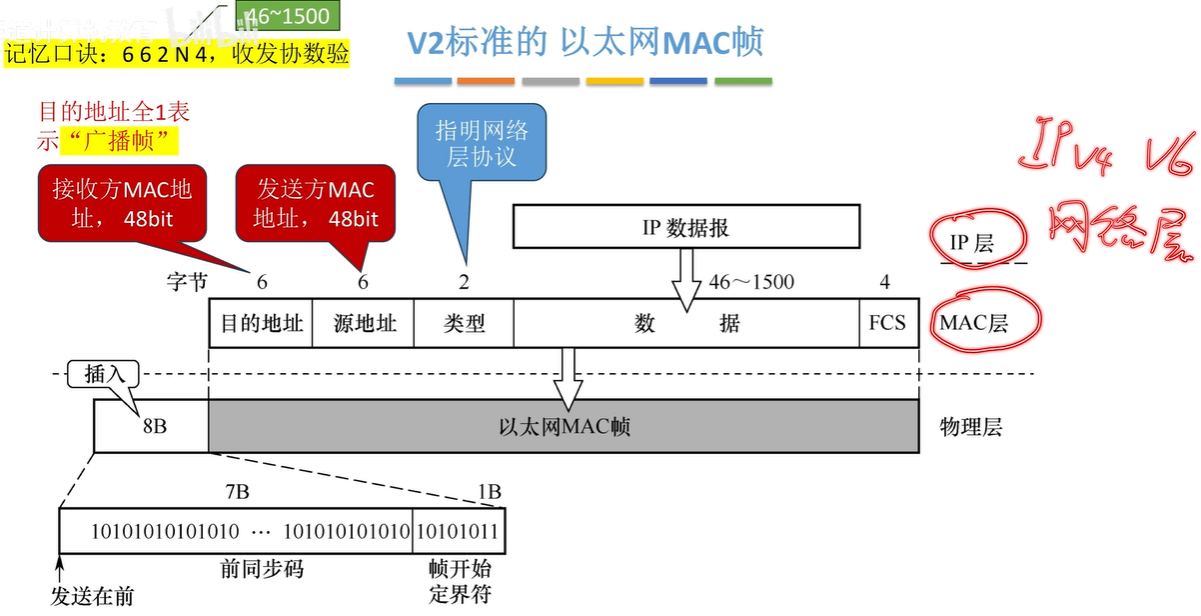 46~1500
bilibili
记忆口诀：6 6 2 N 4，收发协数验
V2标准的 以太网MAC帧
目的地址全1表
示“广播帧”
接收方MAC地
址， 48bit
发送方MAC
地址， 48bit
指明网络
层协议
IPV4 V6
网络层
IP 数据报
IP 层
字节 6 6 2 46～1500 4
目的地址 源地址 类型 数 据 FCS MAC层
插入
8B 以太网MAC帧 物理层
7B 1B
10101010101010 ··· 101010101010 10101011
前同步码 帧开始
定界符
发送在前